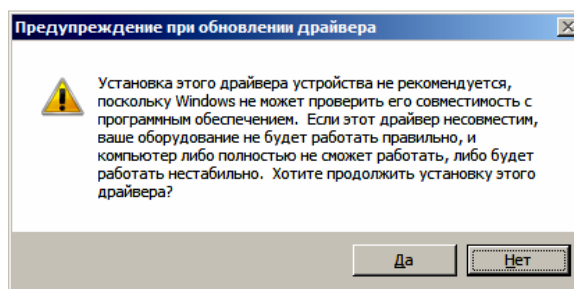 Предупреждение при обновлении драйвера
Установка этого драйвера устройства не рекомендуется,
поскольку Windows не может проверить его совместимость с
программным обеспечением. Если этот драйвер несовместим,
ваше оборудование не будет работать правильно, и
компьютер либо полностью не сможет работать, либо будет
работать нестабильно. Хотите продолжить установку этого
драйвера?
Да
Нет